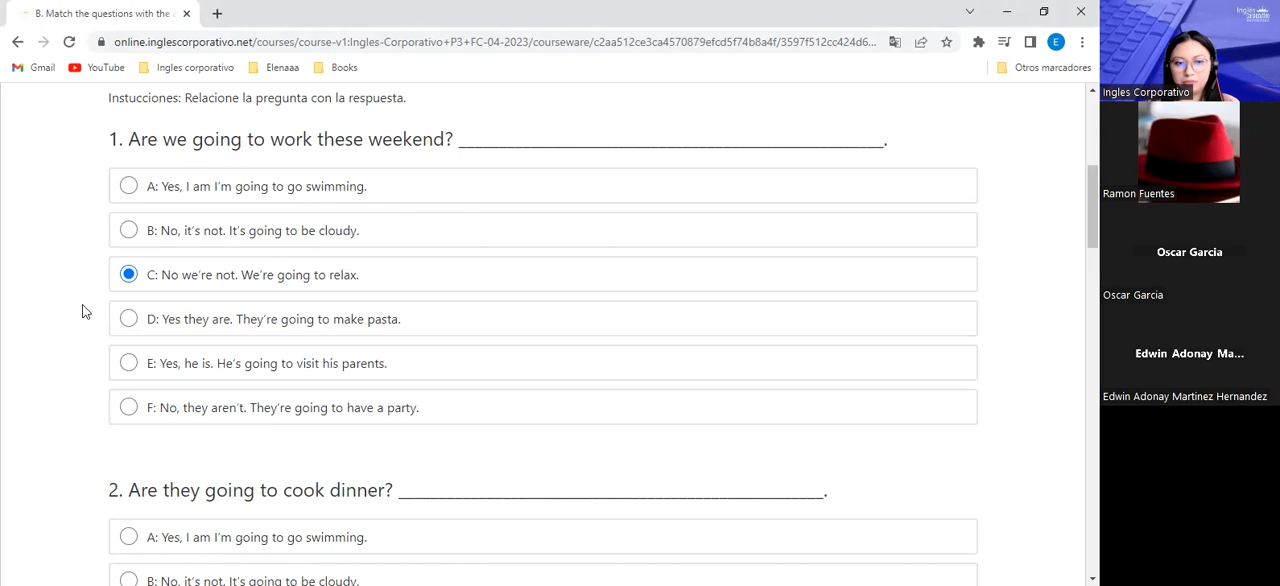 B. Match the questions with the
online.inglescorporativo.net/courses/course-v1:Ingles-Corporativo+P3+FC-04-2023/courseware/c2aa512ce3ca4570879efcd5f74b8a4f/3597f512cc424d6...
E
Gmail
YouTube
Ingles corporativo
Elenaaa
Books
Otros marcadores
Instucciones: Relacione la pregunta con la respuesta.
1. Are we going to work these weekend? ______________________________________________.
A: Yes, I am I'm going to go swimming.
B: No, it's not. It's going to be cloudy.
C: No we're not. We're going to relax.
D: Yes they are. They're going to make pasta.
E: Yes, he is. He's going to visit his parents.
F: No, they aren't. They're going to have a party.
2. Are they going to cook dinner? ______________________________________________.
A: Yes, I am I'm going to go swimming.
B: No, it's not. It's going to be cloudy.
Ingles Corporativo
Ramon Fuentes
Oscar Garcia
Oscar Garcia
Edwin Adonay Ma...
Edwin Adonay Martinez Hernandez